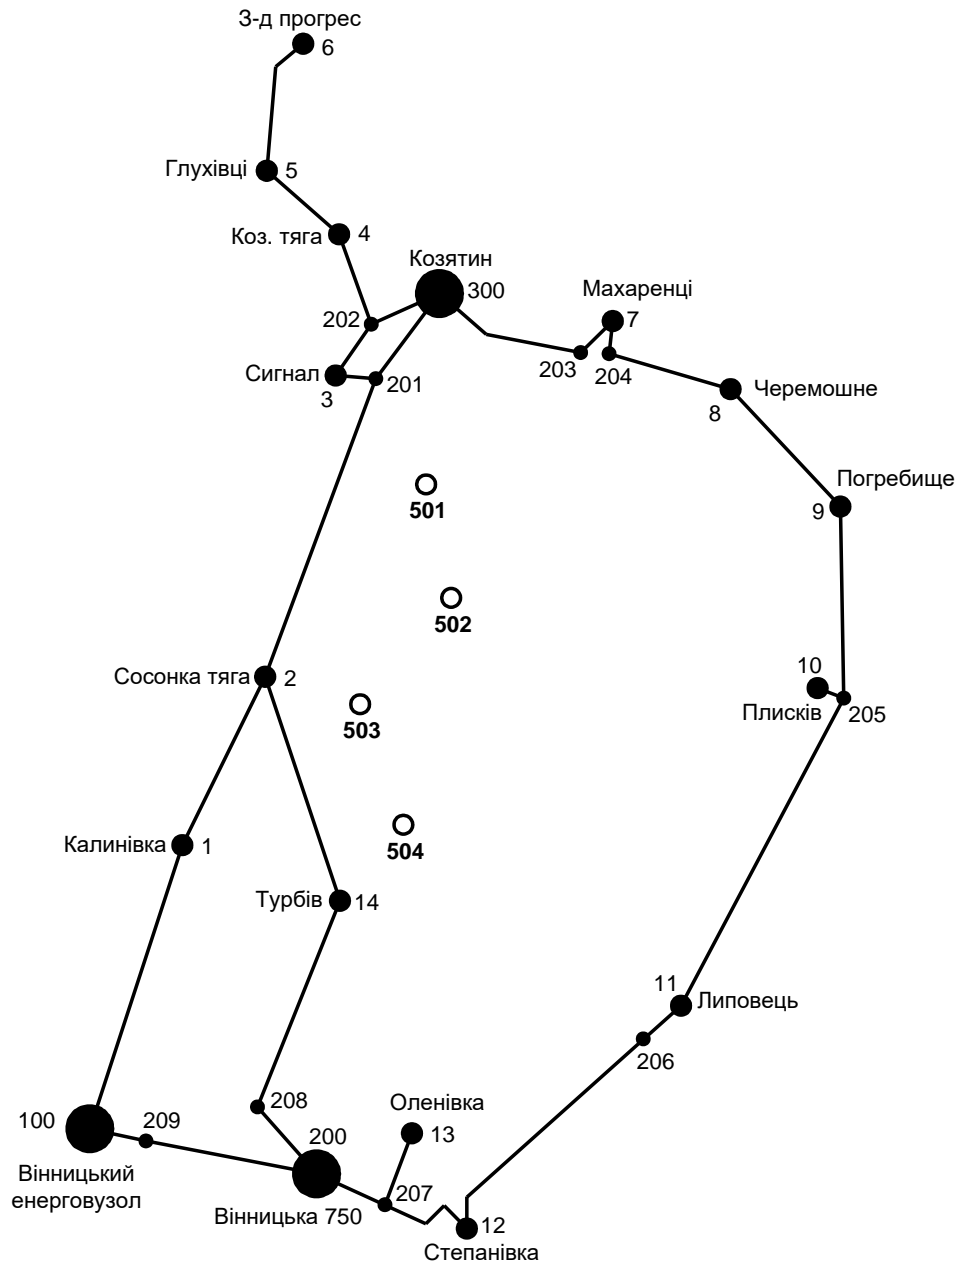 З-д прогрес
6
Глухівці 5
Коз. тяга 4
Козятин
300
Махаренці
7
202
203
204
Сигнал
3
201
Черемошне
8
Погребище
9
501
502
Сосонка тяга 2
10
Плисків
205
503
504
Калинівка 1
Турбів 14
11
Липовець
206
208
Оленівка
13
100
209
200
Вінницький
енерговузол
207
Вінницька 750
12
Степанівка